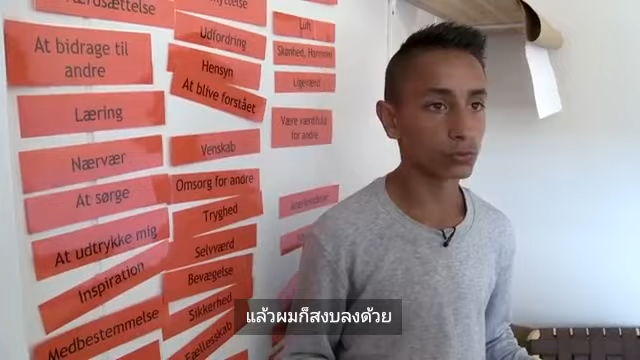 At bidrage til
andre
Læring
Nærvær
At sørge
At udtrykke mig
Inspiration
Medbestemmelse
Udfordring
Hensyn
At blive forstået
Venskab
Omsorg for andre
Tryghed
Selvværd
Bevægelse
Sikkerhed
Fællesskab
Luft
Skønhed, Harmoni
Ligeværd
Være værdifuld
for andre
แล้วผมก็สงบลงด้วย